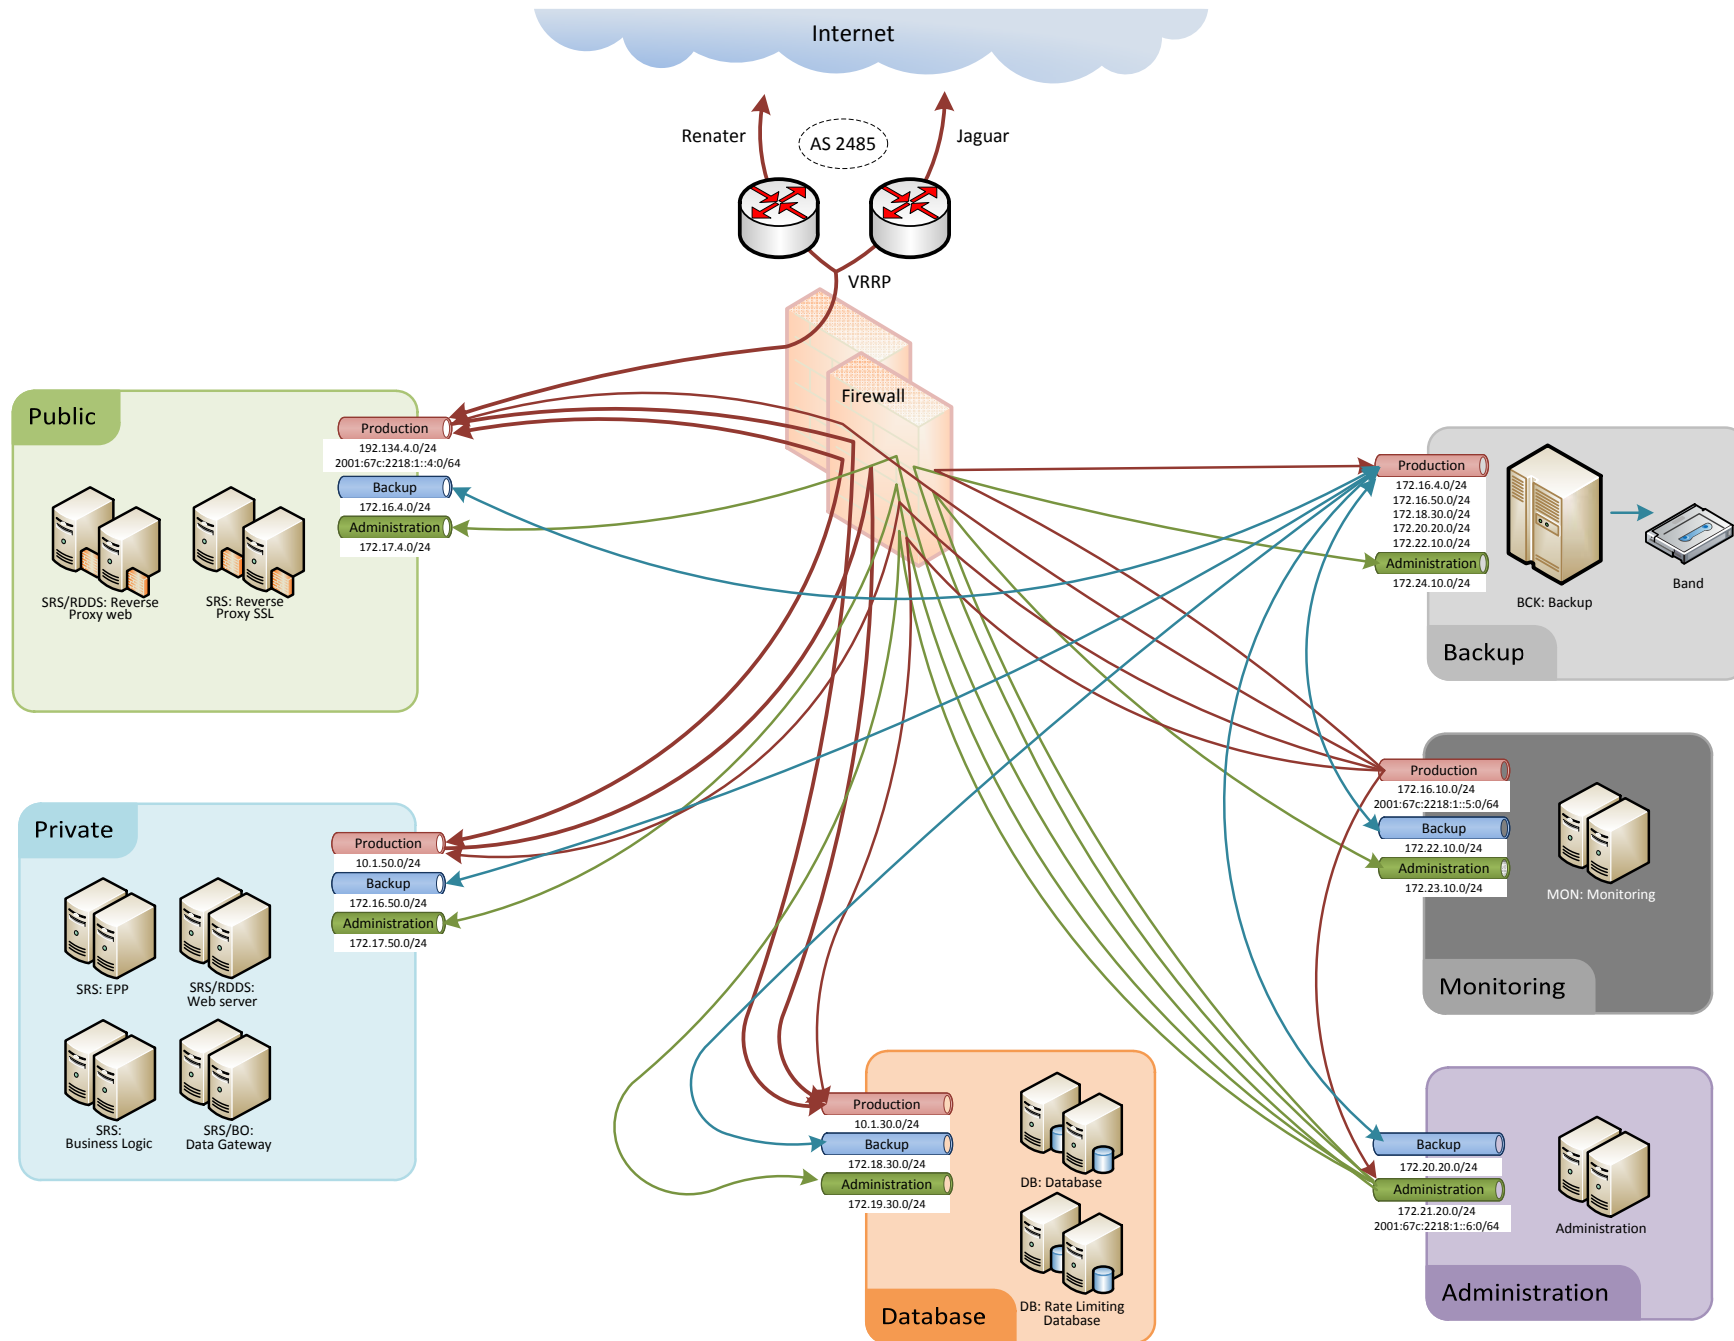 Internet
Renater
AS 2485
Jaguar
VRRP
Firewall
Public
Production
192.134.4.0/24
2001:67c:2218:1::4:0/64
Backup
172.16.4.0/24
Administration
172.17.4.0/24
SRS/RDDS: Reverse
Proxy web
SRS: Reverse
Proxy SSL
Production
172.16.4.0/24
172.16.50.0/24
172.18.30.0/24
172.20.20.0/24
172.22.10.0/24
Administration
172.24.10.0/24
BCK: Backup
Band
Backup
Private
Production
10.1.50.0/24
Backup
172.16.50.0/24
Administration
172.17.50.0/24
SRS: EPP
SRS/RDDS:
Web server
SRS:
Business Logic
SRS/BO:
Data Gateway
Production
172.16.10.0/24
2001:67c:2218:1::5:0/64
Backup
172.22.10.0/24
Administration
172.23.10.0/24
MON: Monitoring
Monitoring
Production
10.1.30.0/24
Backup
172.18.30.0/24
Administration
172.19.30.0/24
DB: Database
DB: Rate Limiting
Database
Database
Backup
172.20.20.0/24
Administration
172.21.20.0/24
2001:67c:2218:1::6:0/64
Administration
Administration